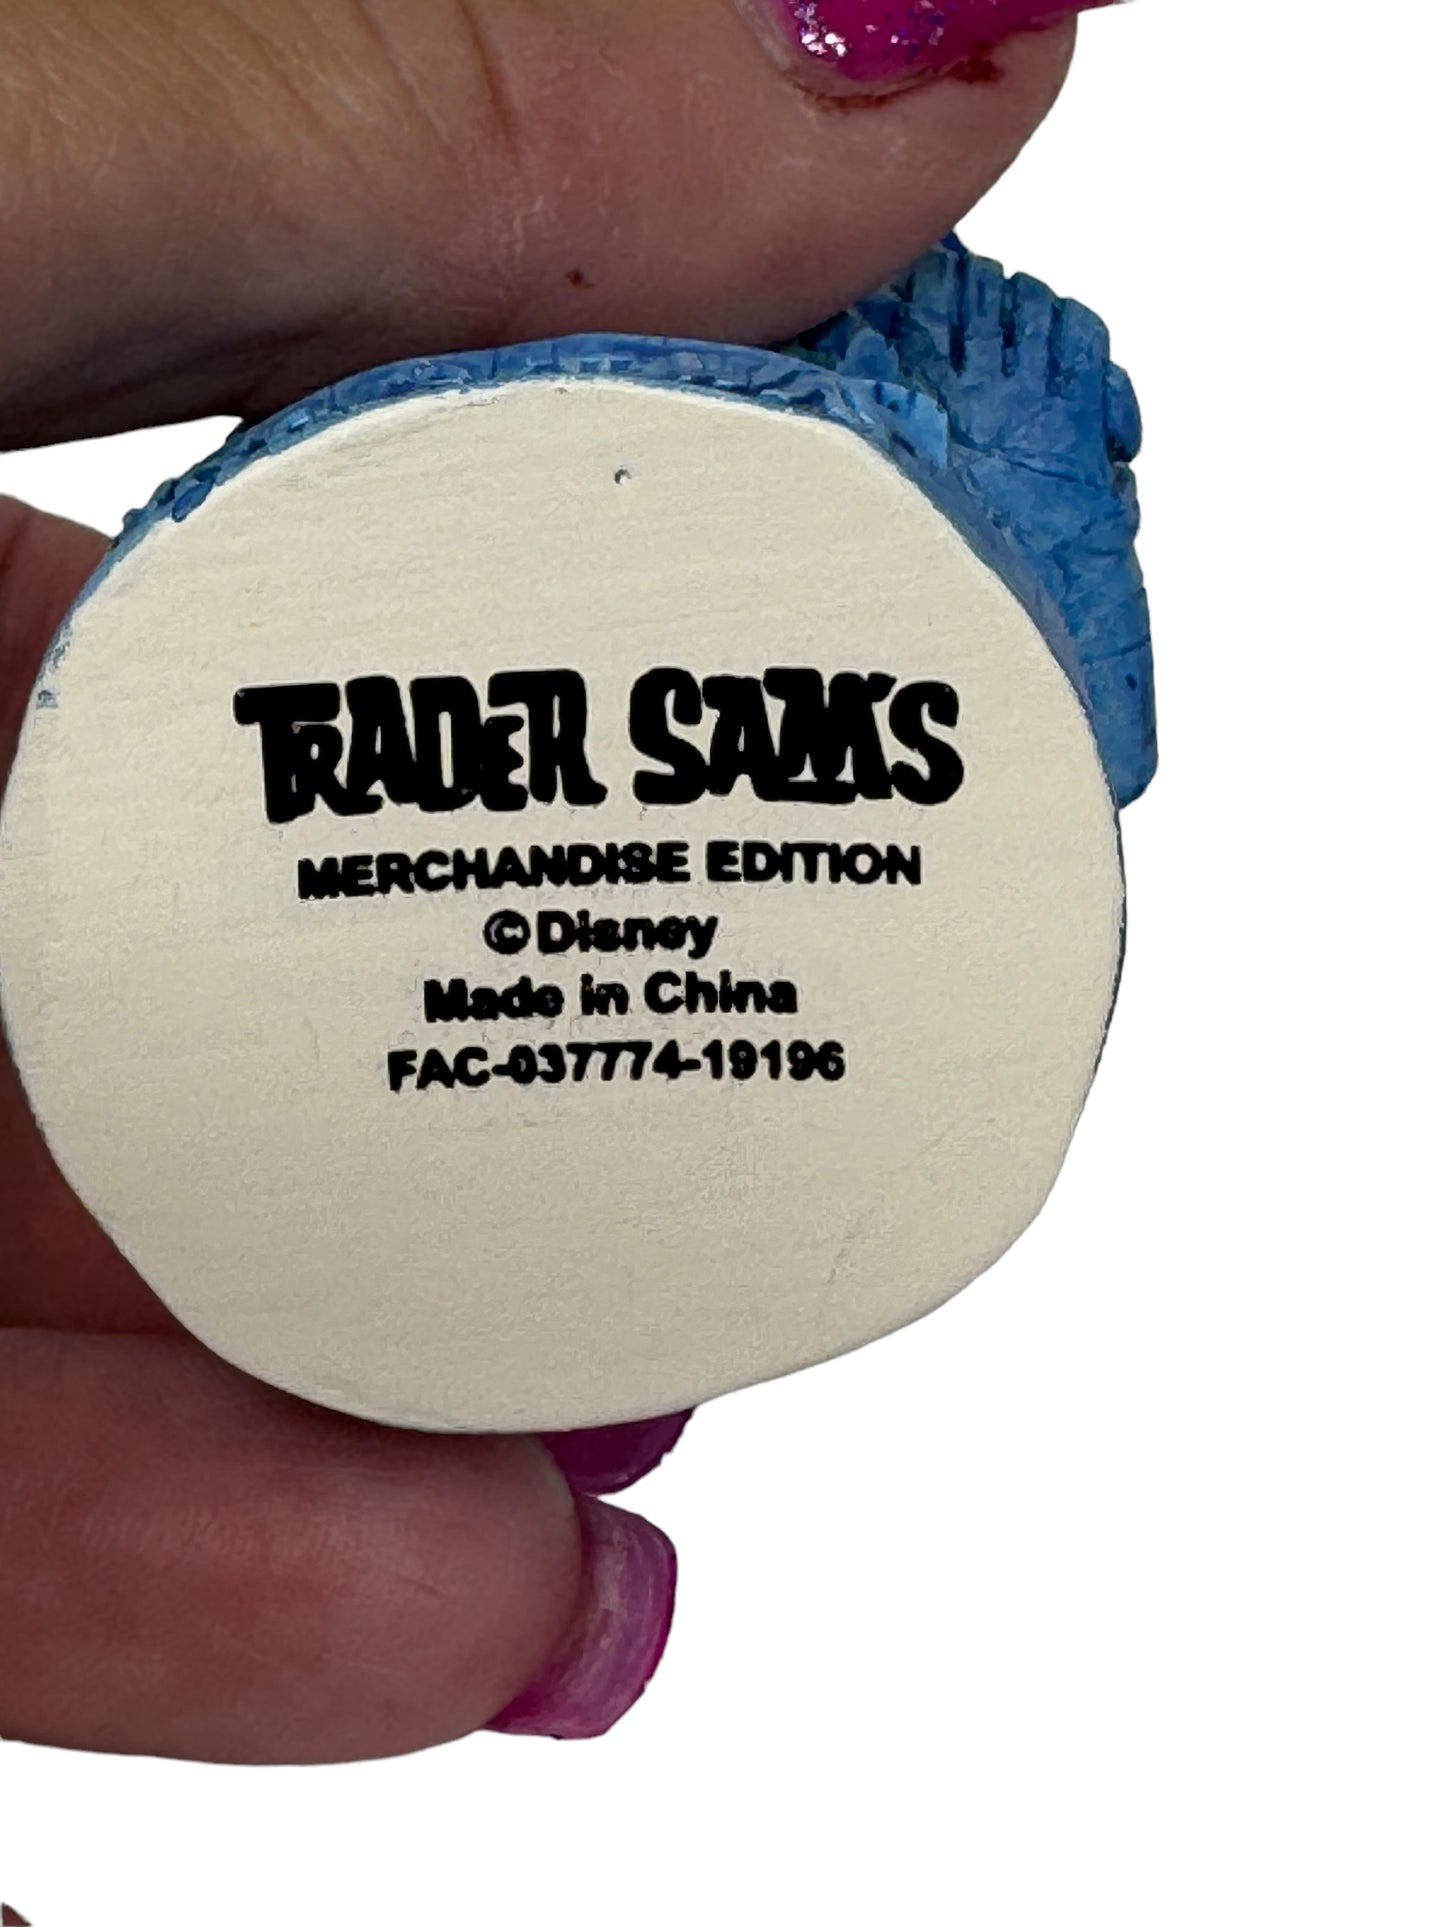 TRADER SAM'S
MERCHANDISE EDITION
©Disney
Made in China
FAC-037774-19196